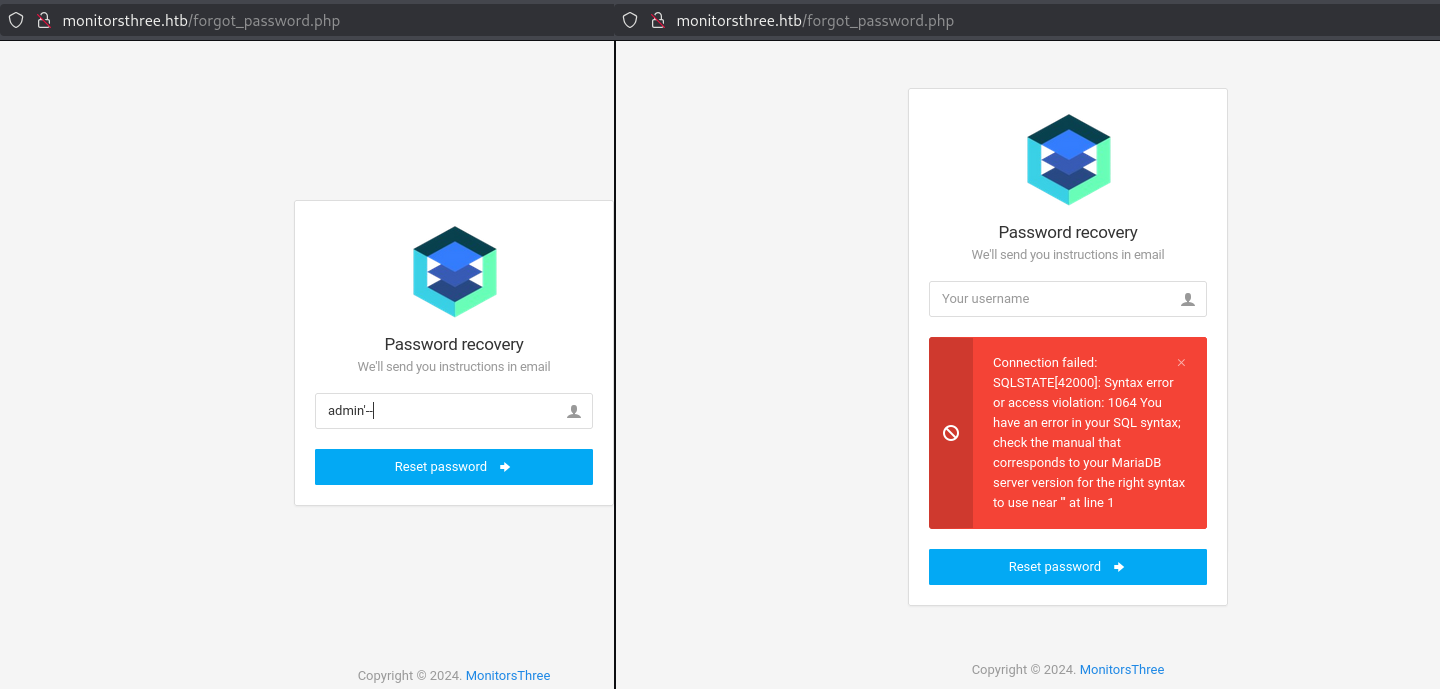 monitorsthree.htb/forgot_password.php
Password recovery
We'll send you instructions in email
admin'--
Reset password
Copyright © 2024. MonitorsThree
monitorsthree.htb/forgot_password.php
Password recovery
We'll send you instructions in email
Your username
Connection failed:
SQLSTATE[42000]: Syntax error
or access violation: 1064 You
have an error in your SQL syntax;
check the manual that
corresponds to your MariaDB
server version for the right syntax
to use near ''' at line 1
Reset password
Copyright © 2024. MonitorsThree